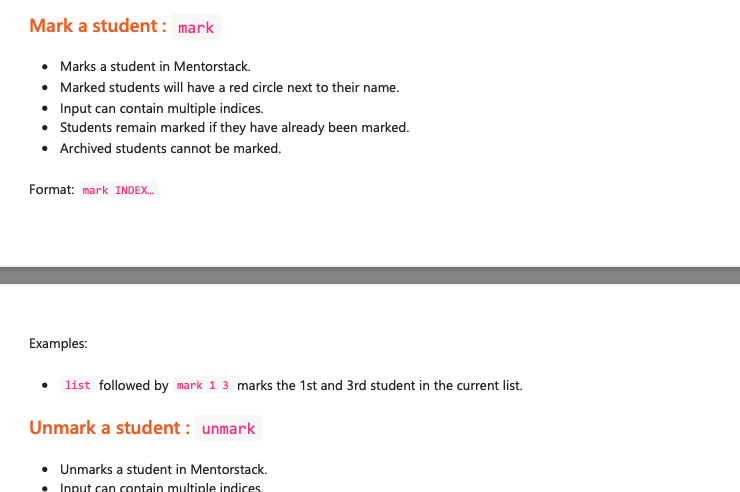 Mark a student : mark
Marks a student in Mentorstack.
Marked students will have a red circle next to their name.
Input can contain multiple indices.
Students remain marked if they have already been marked.
Archived students cannot be marked.
Format: mark INDEX…
Examples:
list followed by mark 1 3 marks the 1st and 3rd student in the current list.
Unmark a student : unmark
Unmarks a student in Mentorstack.
Input can contain multiple indices.